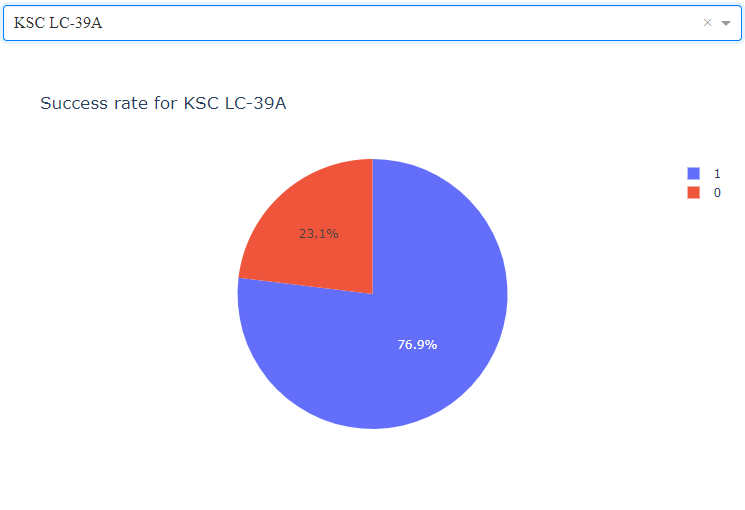 KSC LC-39A ×
Success rate for KSC LC-39A
1
0
23.1%
76.9%